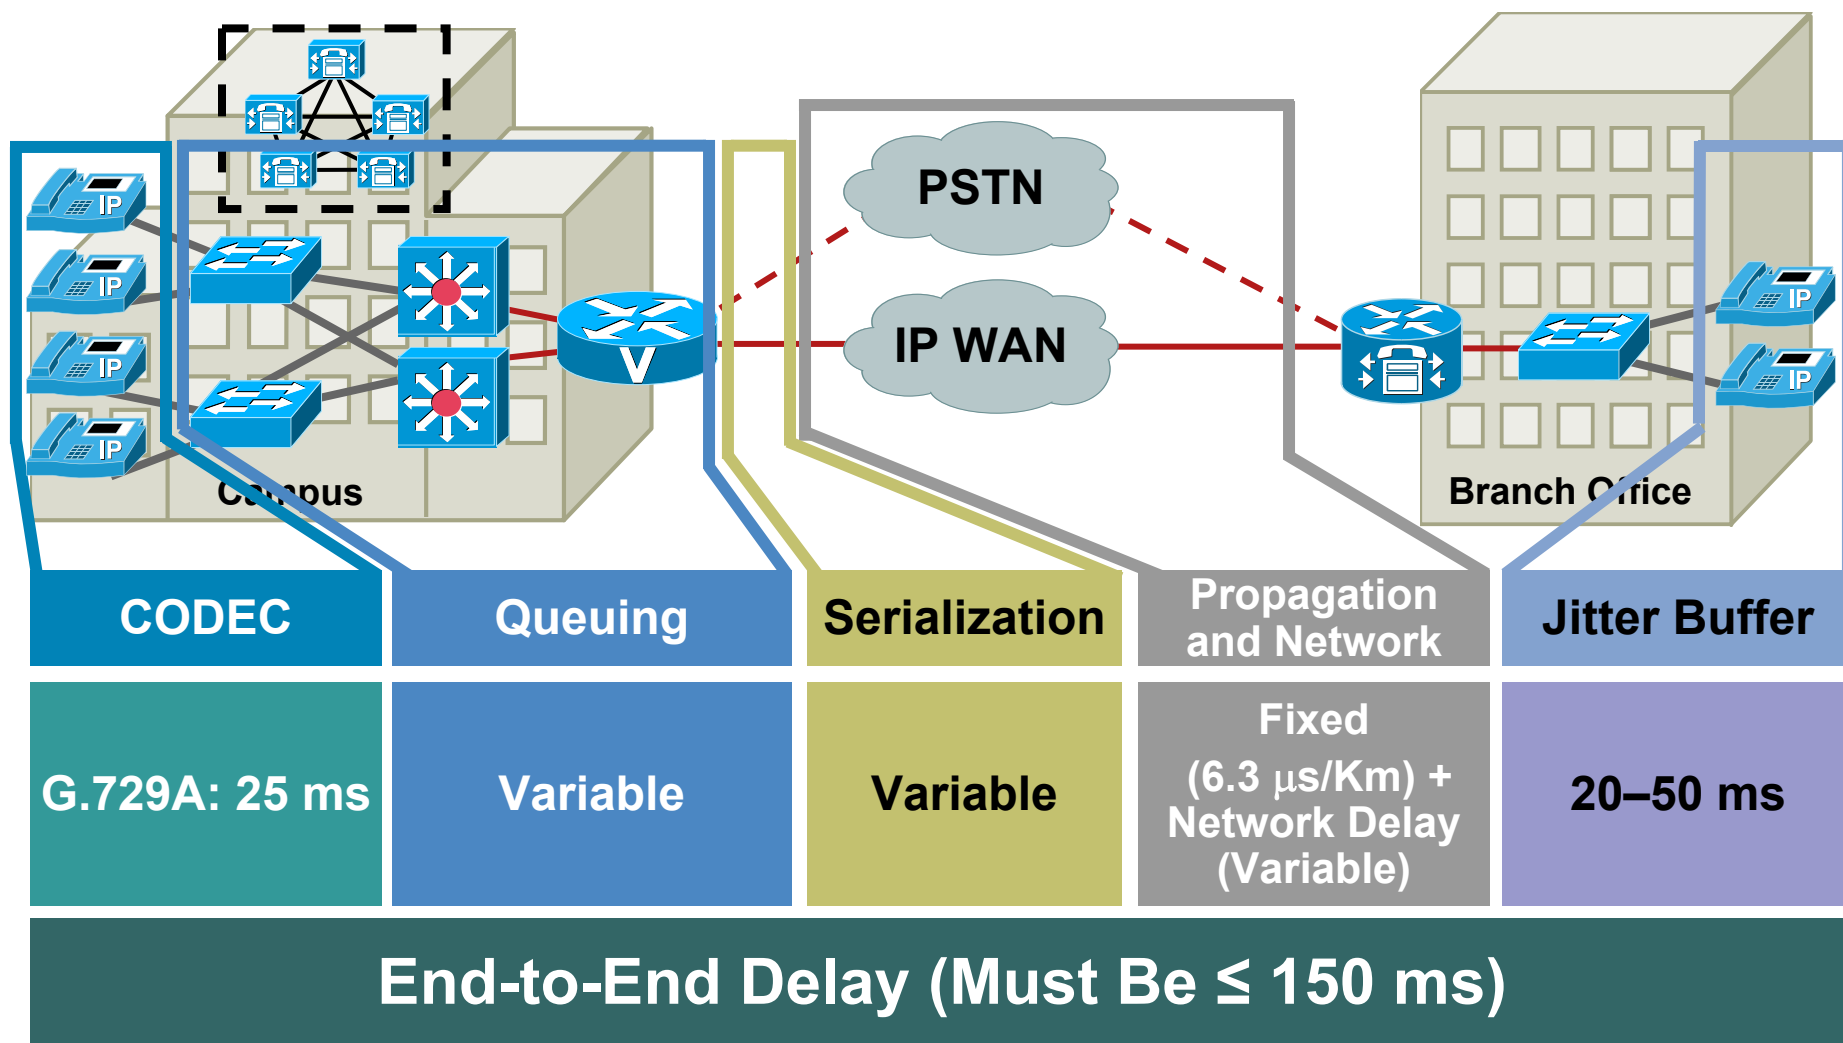 PSTN
IP WAN
IP
IP
IP
IP
V
IP
IP
Campus
Branch Office
CODEC
Queuing
Serialization
Propagation
and Network
Jitter Buffer
G.729A: 25 ms
Variable
Variable
Fixed
(6.3 μs/Km) +
Network Delay
(Variable)
20–50 ms
End-to-End Delay (Must Be ≤ 150 ms)